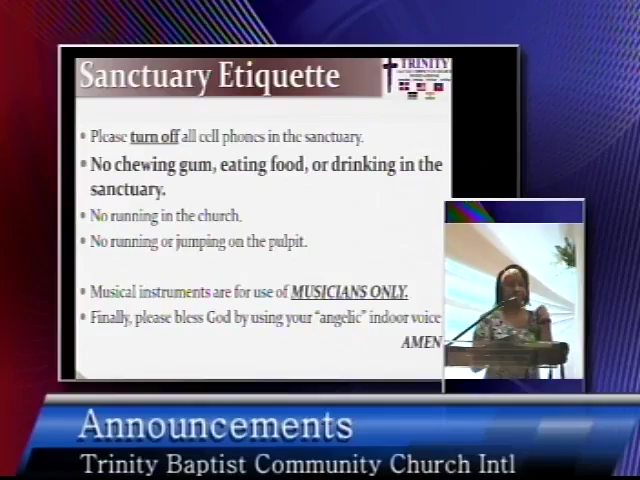 Sanctuary Etiquette
TRINITY
• Please turn off all cell phones in the sanctuary.
• No chewing gum, eating food, or drinking in the
sanctuary.
• No running in the church.
• No running or jumping on the pulpit.
• Musical instruments are for use of MUSICIANS ONLY.
• Finally, please bless God by using your "angelic" indoor voice
AMEN
Announcements
Trinity Baptist Community Church Intl